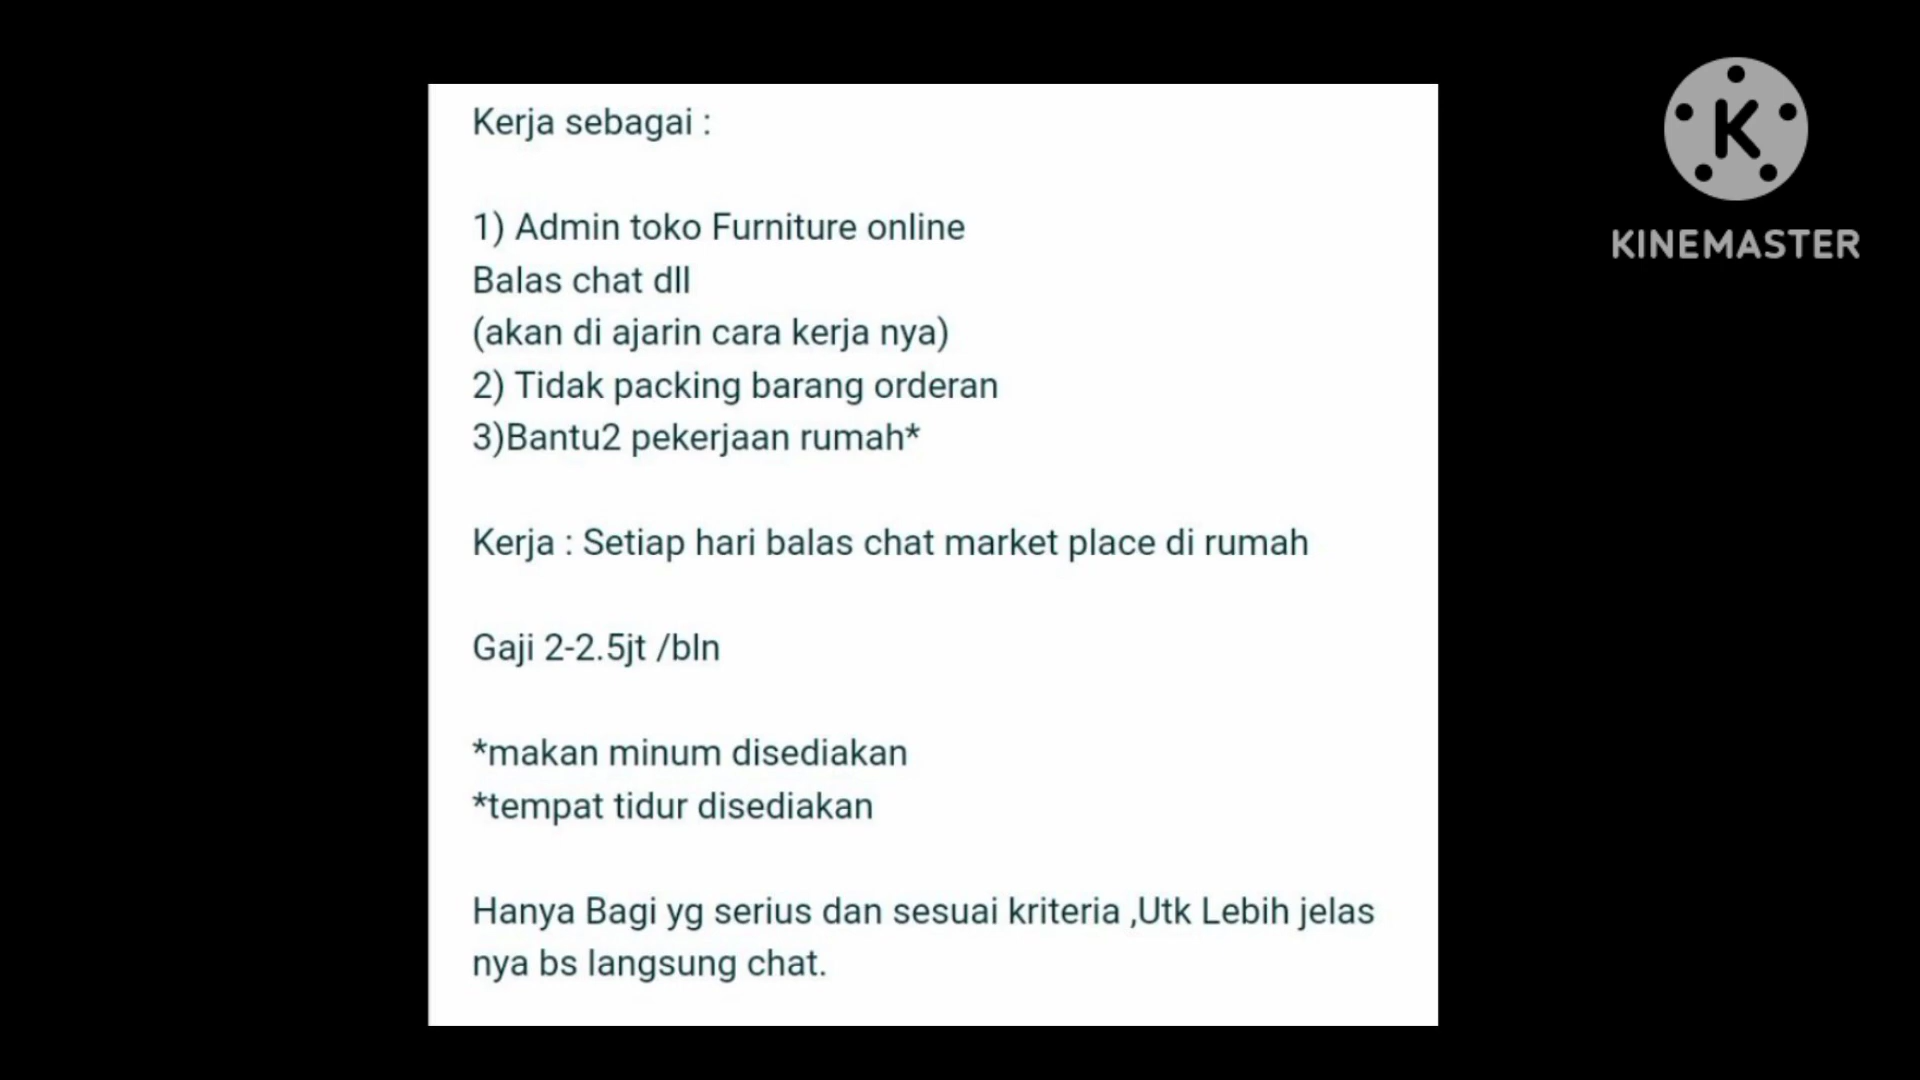 Kerja sebagai :
1) Admin toko Furniture online
Balas chat dll
(akan di ajarin cara kerja nya)
2) Tidak packing barang orderan
3)Bantu2 pekerjaan rumah*
Kerja : Setiap hari balas chat market place di rumah
Gaji 2-2.5jt /bln
*makan minum disediakan
*tempat tidur disediakan
Hanya Bagi yg serius dan sesuai kriteria ,Utk Lebih jelas
nya bs langsung chat.
K
KINEMASTER